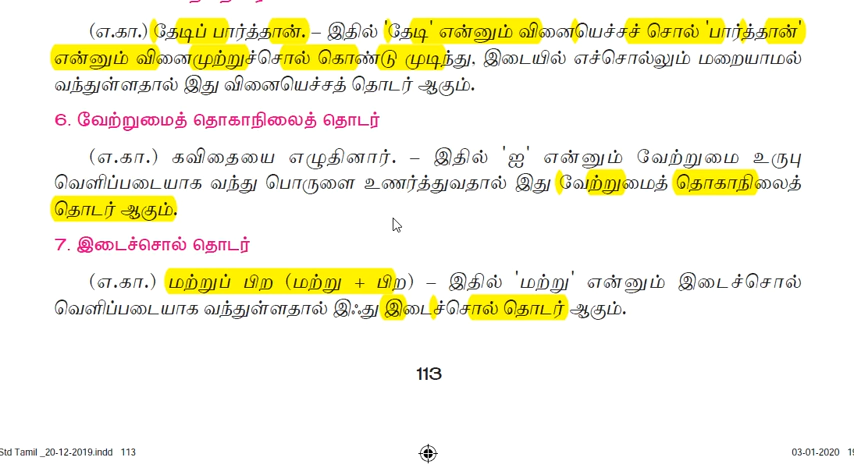 (எ.கா.) தேடிப் பார்த்தான். – இதில் 'தேடி' என்னும் வினையெச்சச் சொல் 'பார்த்தான்'
என்னும் வினைமுற்றுச்சொல் கொண்டு முடிந்து, இடையில் எச்சொல்லும் மறையாமல்
வந்துள்ளதால் இது வினையெச்சத் தொடர் ஆகும்.
6. வேற்றுமைத் தொகாநிலைத் தொடர்
(எ.கா.) கவிதையை எழுதினார். – இதில் 'ஐ' என்னும் வேற்றுமை உருபு
வெளிப்படையாக வந்து பொருளை உணர்த்துவதால் இது வேற்றுமைத் தொகாநிலைத்
தொடர் ஆகும்.
7. இடைச்சொல் தொடர்
(எ.கா.) மற்றுப் பிற (மற்று + பிற) – இதில் 'மற்று' என்னும் இடைச்சொல்
வெளிப்படையாக வந்துள்ளதால் இஃது இடைச்சொல் தொடர் ஆகும்.
113
Std Tamil _20-12-2019.indd 113 03-01-2020